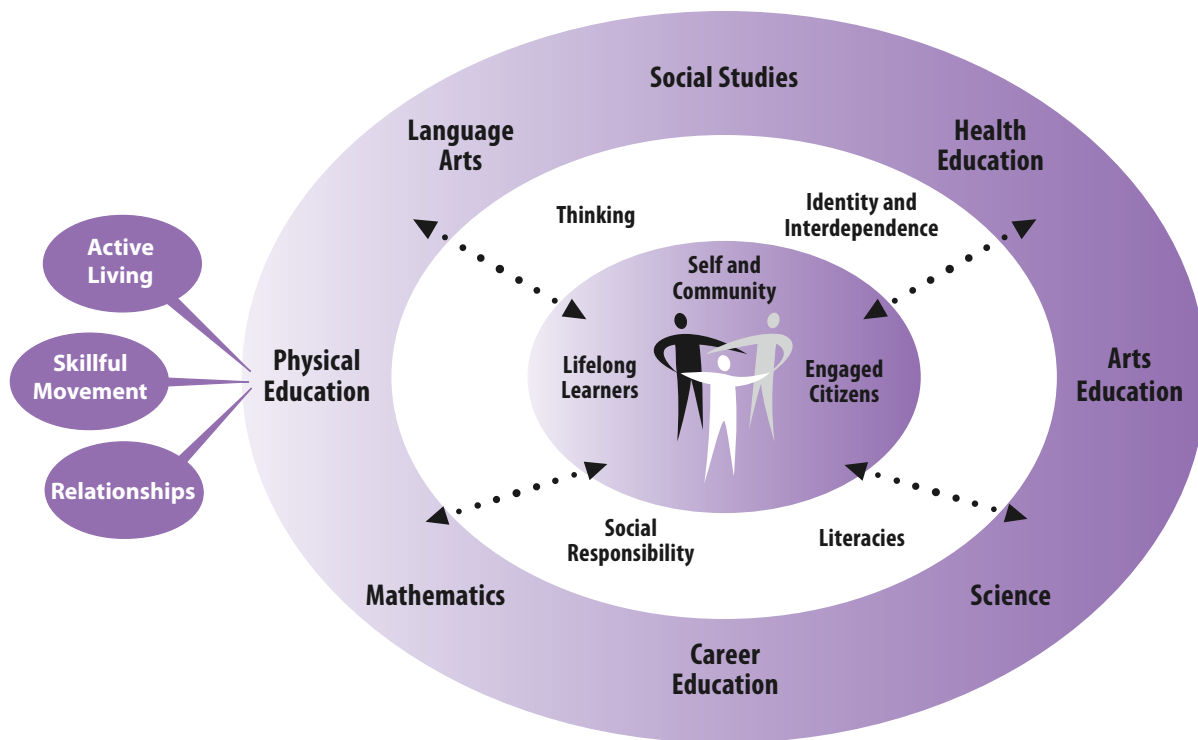 Social Studies
Language
Arts
Health
Education
Thinking
Identity and
Interdependence
Active
Living
Self and
Community
Skillful
Movement
Physical
Education
Lifelong
Learners
Engaged
Citizens
Arts
Education
Relationships
Social
Responsibility
Literacies
Mathematics
Science
Career
Education